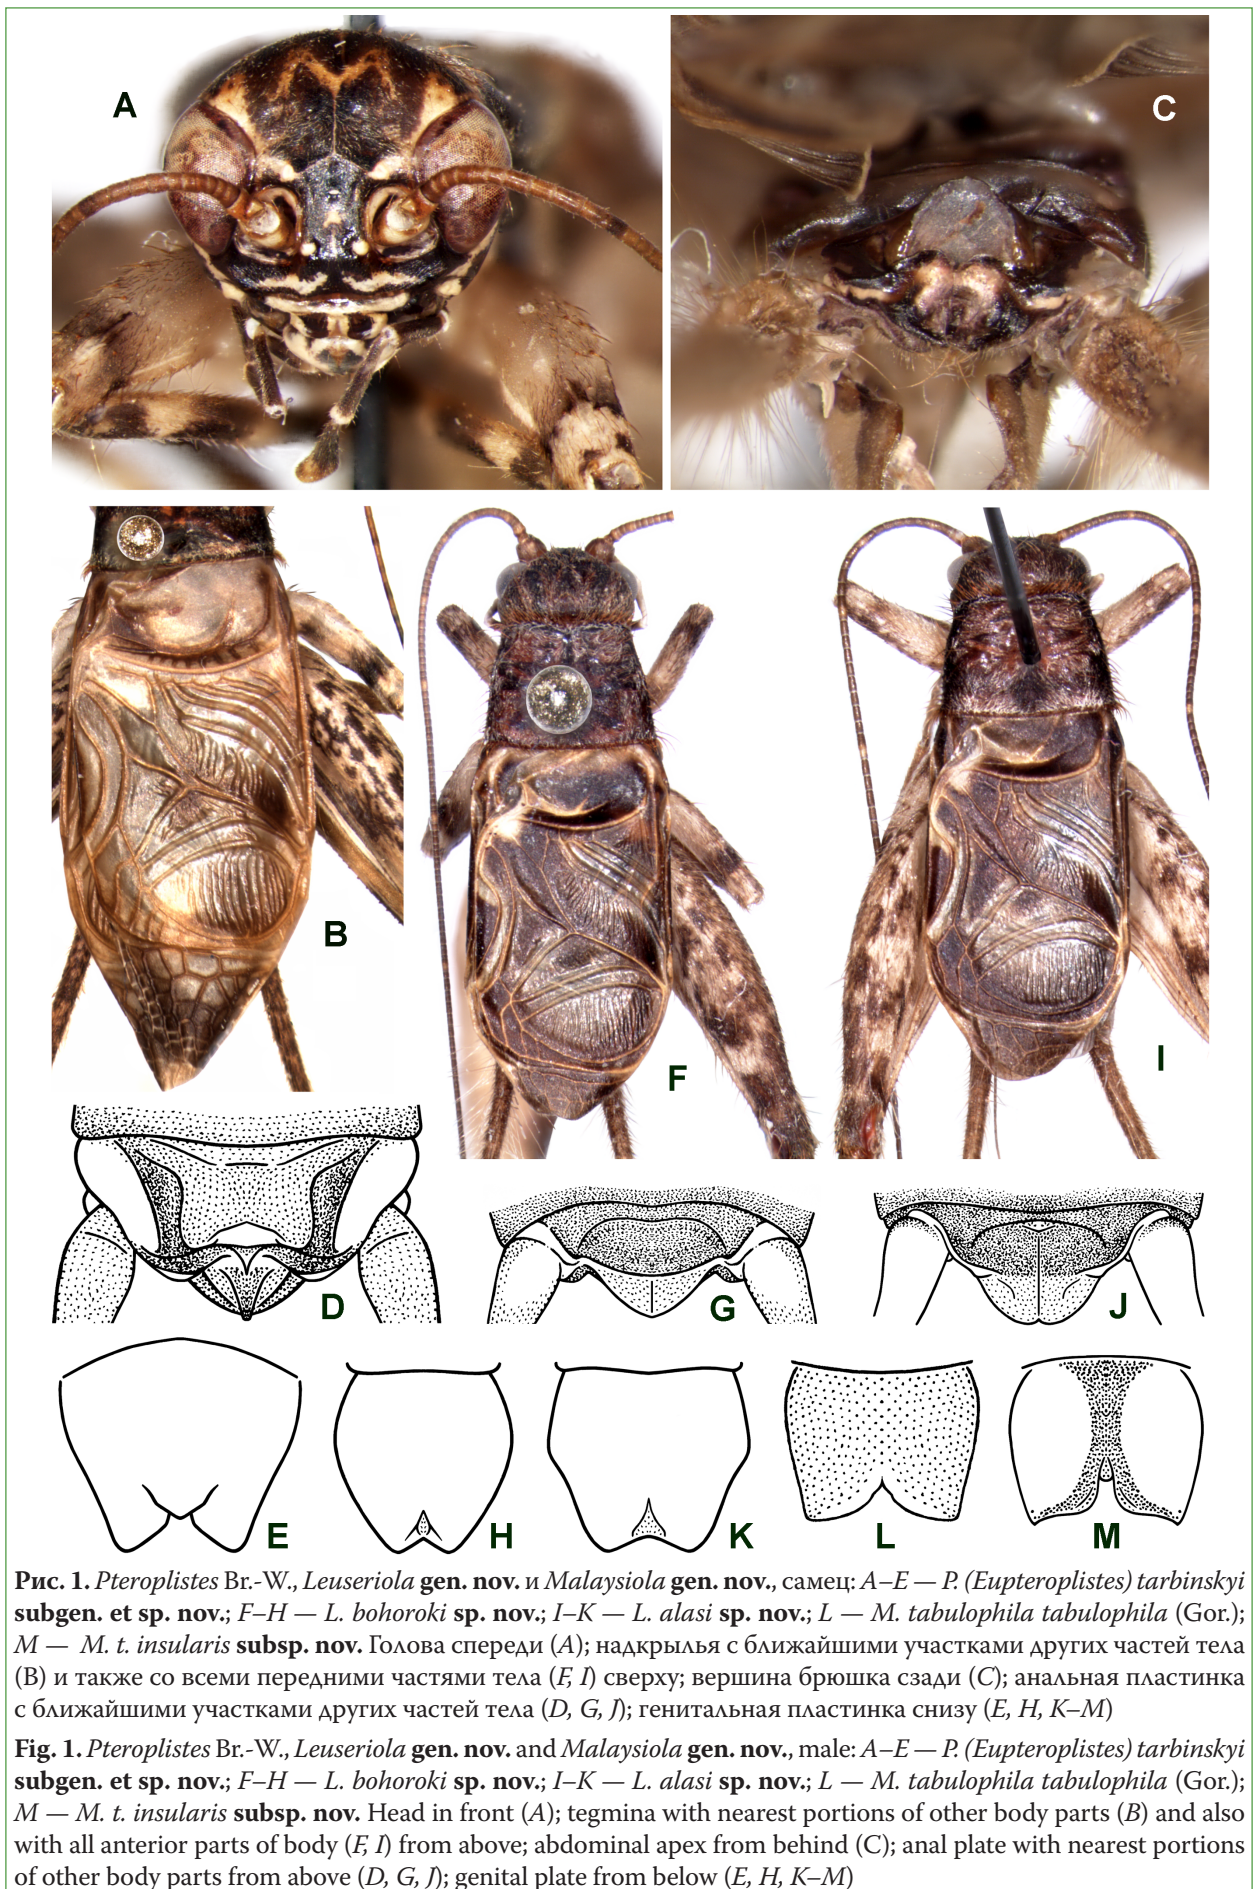 A
C
B
F
I
D
G
J
E
H
K
L
M
Рис. 1. Pteroplistes Br.-W., Leuseriola gen. nov. и Malaysiola gen. nov., самец: A–E — P. (Eupteroplistes) tarbinskyi
subgen. et sp. nov.; F–H — L. bohoroki sp. nov.; I–K — L. alasi sp. nov.; L — M. tabulophila tabulophila (Gor.);
M — M. t. insularis subsp. nov. Голова спереди (A); надкрылья с ближайшими участками других частей тела
(B) и также со всеми передними частями тела (F, I) сверху; вершина брюшка сзади (C); анальная пластинка
с ближайшими участками других частей тела (D, G, J); генитальная пластинка снизу (E, H, K–M)
Fig. 1. Pteroplistes Br.-W., Leuseriola gen. nov. and Malaysiola gen. nov., male: A–E — P. (Eupteroplistes) tarbinskyi
subgen. et sp. nov.; F–H — L. bohoroki sp. nov.; I–K — L. alasi sp. nov.; L — M. tabulophila tabulophila (Gor.);
M — M. t. insularis subsp. nov. Head in front (A); tegmina with nearest portions of other body parts (B) and also
with all anterior parts of body (F, I) from above; abdominal apex from behind (C); anal plate with nearest portions
of other body parts from above (D, G, J); genital plate from below (E, H, K–M)